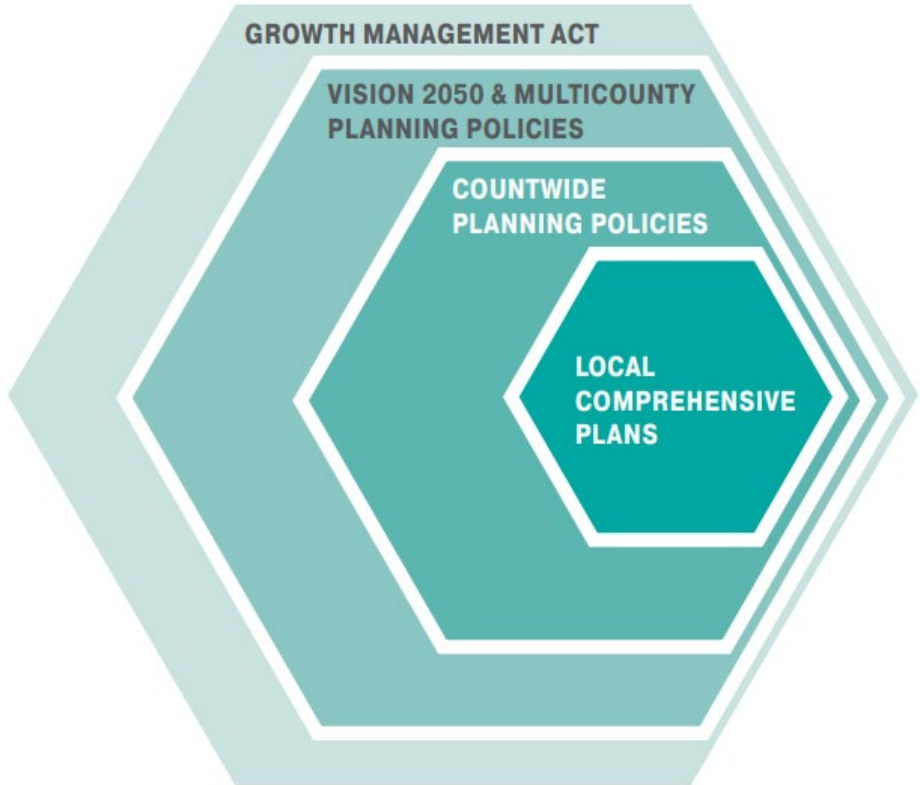 GROWTH MANAGEMENT ACT
VISION 2050 & MULTICOUNTY
PLANNING POLICIES
COUNTWIDE
PLANNING POLICIES
LOCAL
COMPREHENSIVE
PLANS